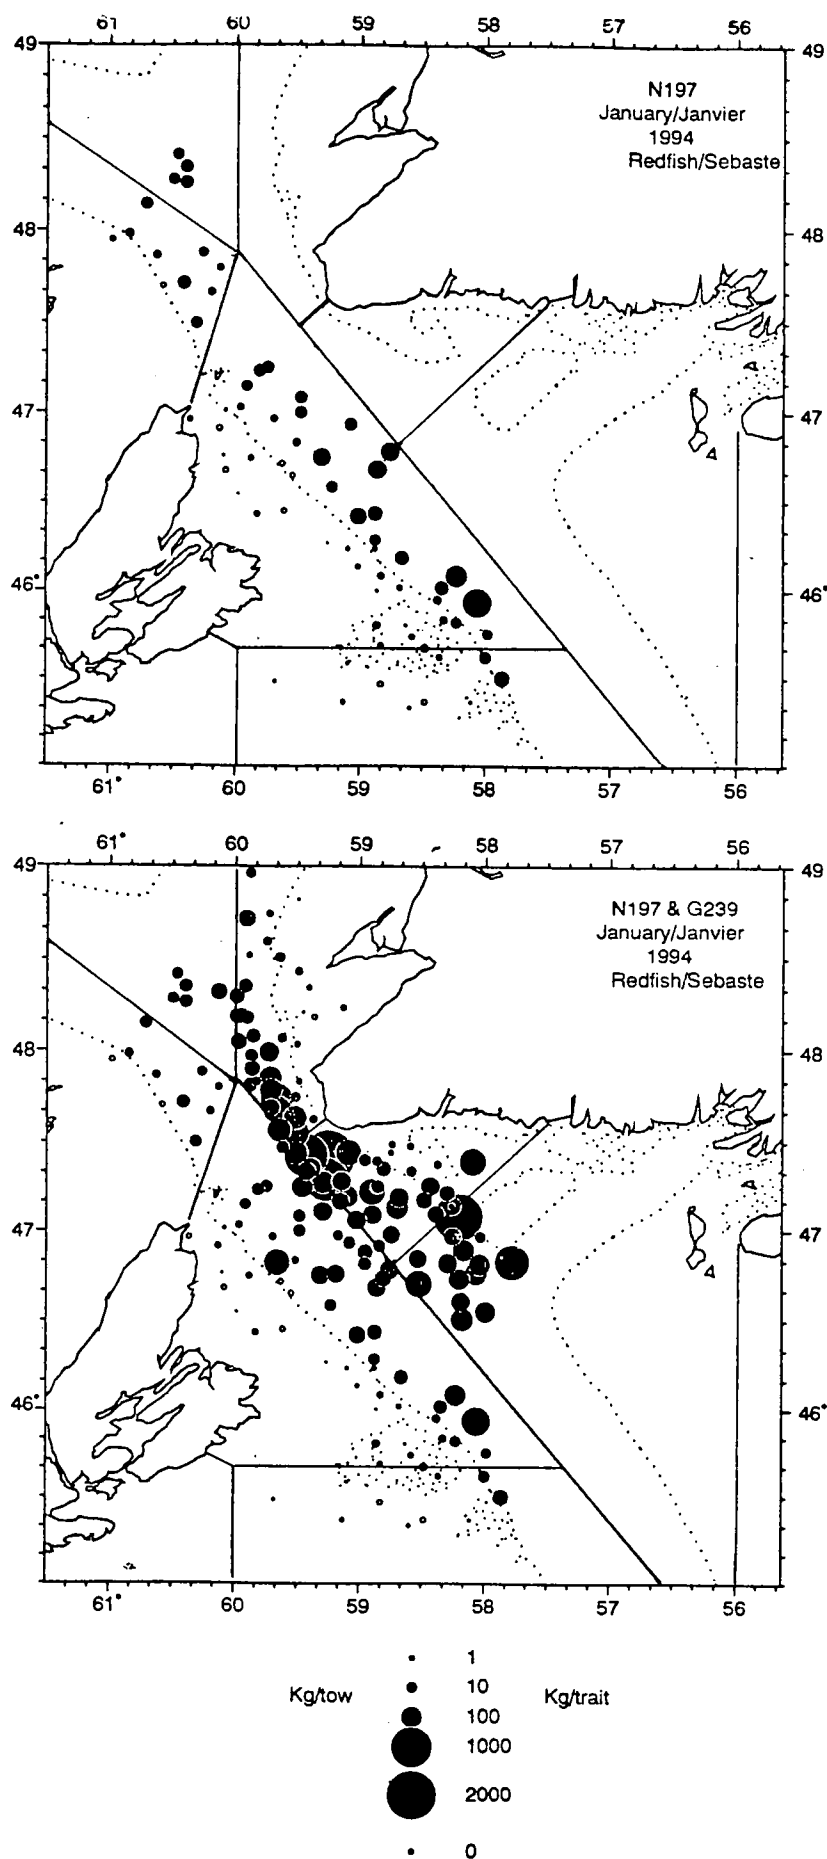 61 60 59 58 57 56
49 49
N197
January/Janvier
1994
Redfish/Sebaste
48 48
47 47
46° 46°
61° 60 59 58 57 56
61° 60 59 58 57 56
49 49
N197 & G239
January/Janvier
1994
Redfish/Sebaste
48 48
47 47
46° 46°
61° 60 59 58 57 56
1
Kg/tow 10 Kg/trait
100
1000
2000
0